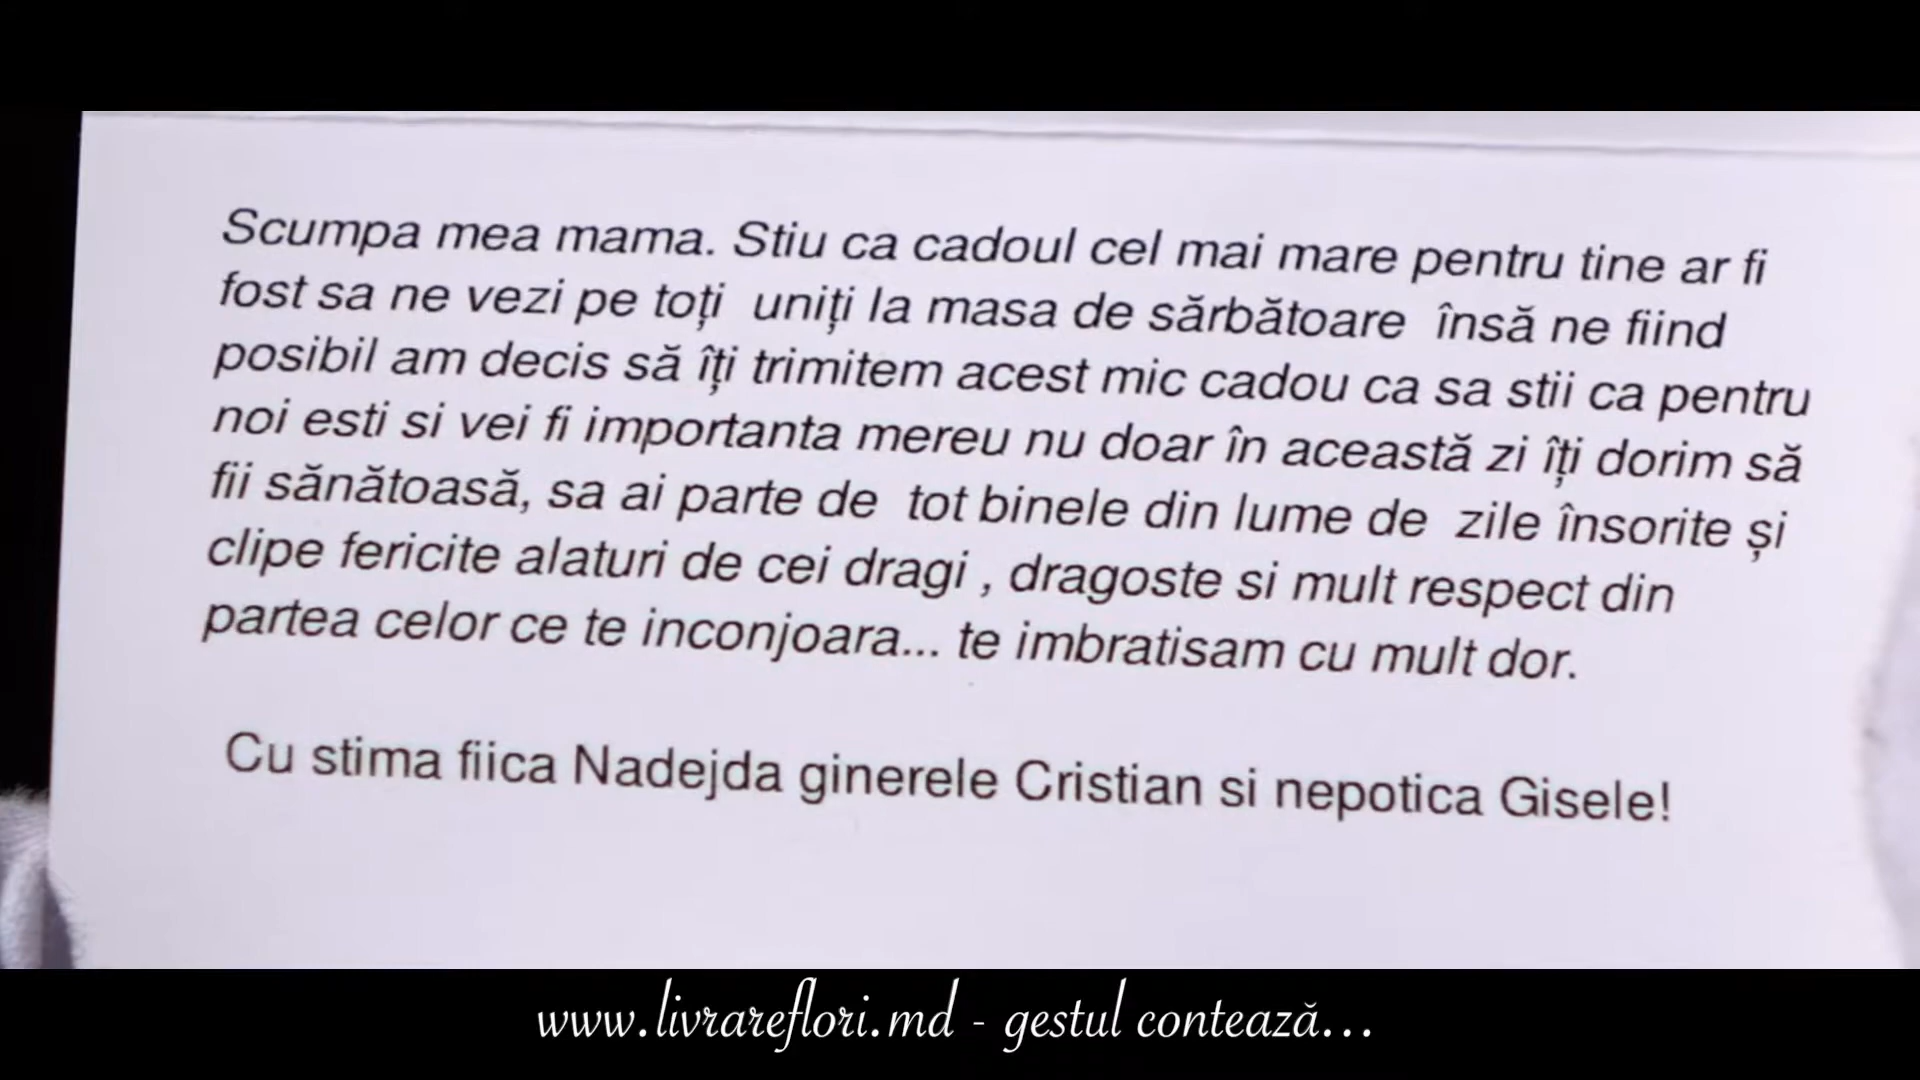 Scumpa mea mama. Stiu ca cadoul cel mai mare pentru tine ar fi
fost sa ne vezi pe toți uniți la masa de sărbătoare însă ne fiind
posibil am decis să îți trimitem acest mic cadou ca sa stii ca pentru
noi esti si vei fi importanta mereu nu doar în această zi îți dorim să
fii sănătoasă, sa ai parte de tot binele din lume de zile însorite și
clipe fericite alaturi de cei dragi , dragoste si mult respect din
partea celor ce te inconjoara... te imbratisam cu mult dor.
Cu stima fiica Nadejda ginerele Cristian si nepotica Gisele!
www.livrareflori.md - gestul contează...